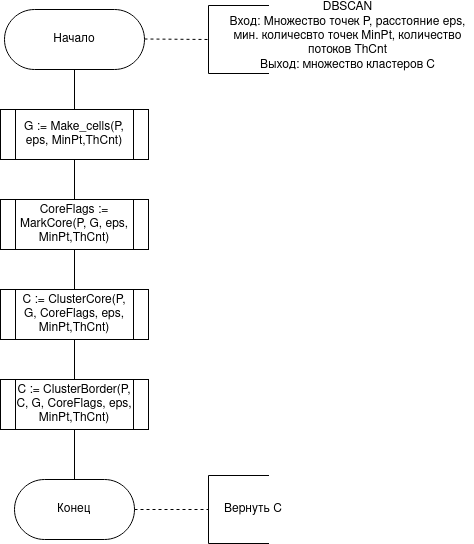 DBSCAN
Вход: Множество точек P, расстояние eps,
мин. количесвто точек MinPt, количество
потоков ThCnt
Выход: множество кластеров C
Начало
G := Make_cells(P,
eps, MinPt,ThCnt)
CoreFlags :=
MarkCore(P, G, eps,
MinPt,ThCnt)
C := ClusterCore(P,
G, CoreFlags, eps,
MinPt,ThCnt)
C := ClusterBorder(P,
C, G, CoreFlags, eps,
MinPt,ThCnt)
Конец
Вернуть C